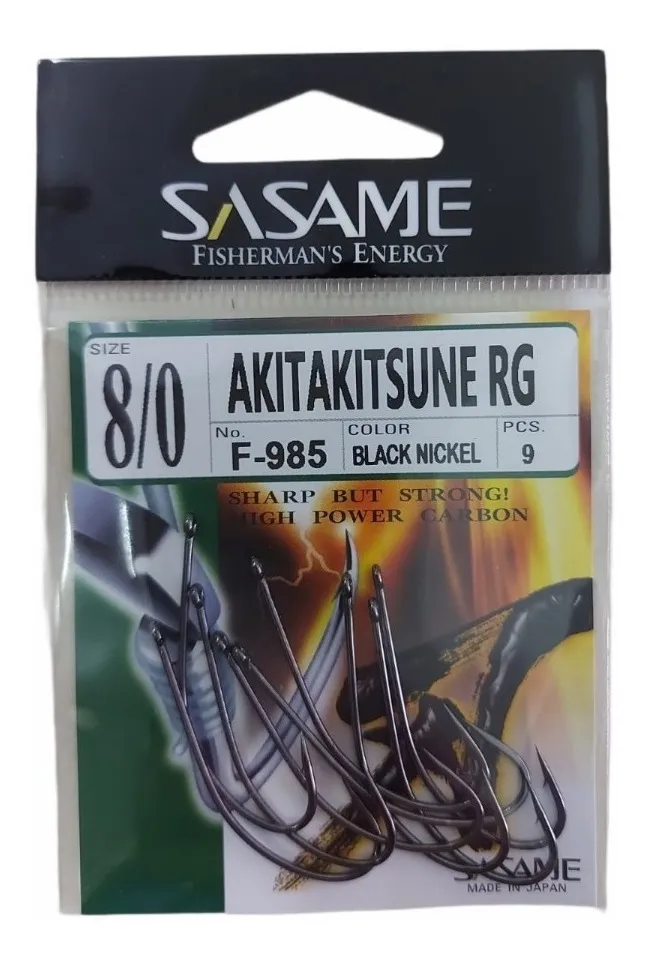 SASAME
FISHERMAN'S ENERGY
SIZE
8/0
AKITAKITSUNE RG
No.
F-985
COLOR
BLACK NICKEL
PCS.
9
SHARP BUT STRONG!
HIGH POWER CARBON
SASAME
MADE IN JAPAN